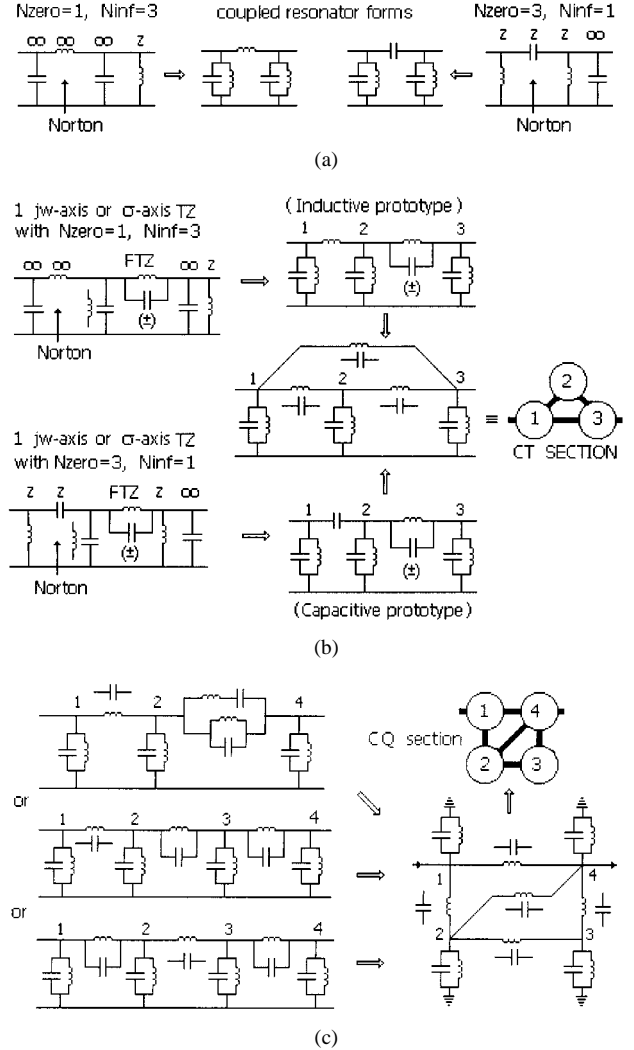 Nzero=1, Ninf=3
coupled resonator forms
Nzero=3, Ninf=1
∞ ∞ ∞ z
z z z ∞
Norton
Norton
(a)
1 jw-axis or σ-axis TZ
with Nzero=1, Ninf=3
(Inductive prototype)
1 2 3
∞ ∞ FTZ ∞ z
(±)
(±)
Norton
1 2 3
≡
2
1 3
CT SECTION
1 jw-axis or σ-axis TZ
with Nzero=3, Ninf=1
z z FTZ z ∞
(±)
Norton
1 2 3
(±)
(Capacitive prototype)
(b)
1 2 4
or
1 2 3 4
or
1 2 3 4
CQ section
1 4
2 3
1 4
2 3
(c)